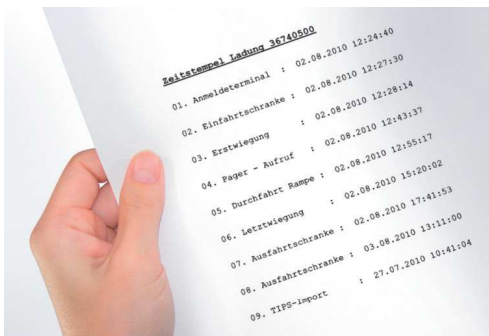 Zeitstempel Ladung 36740500
01. Anmeldeterminal : 02.08.2010 12:24:40
02. Einfahrtschranke : 02.08.2010 12:27:30
03. Erstwiegung : 02.08.2010 12:28:14
04. Pager - Aufruf : 02.08.2010 12:43:37
05. Durchfahrt Rampe : 02.08.2010 12:55:17
06. Letztwiegung : 02.08.2010 15:20:02
07. Ausfahrtschranke : 02.08.2010 17:41:53
08. Ausfahrtschranke : 03.08.2010 13:11:00
09. TIPS-Import : 27.07.2010 10:41:04